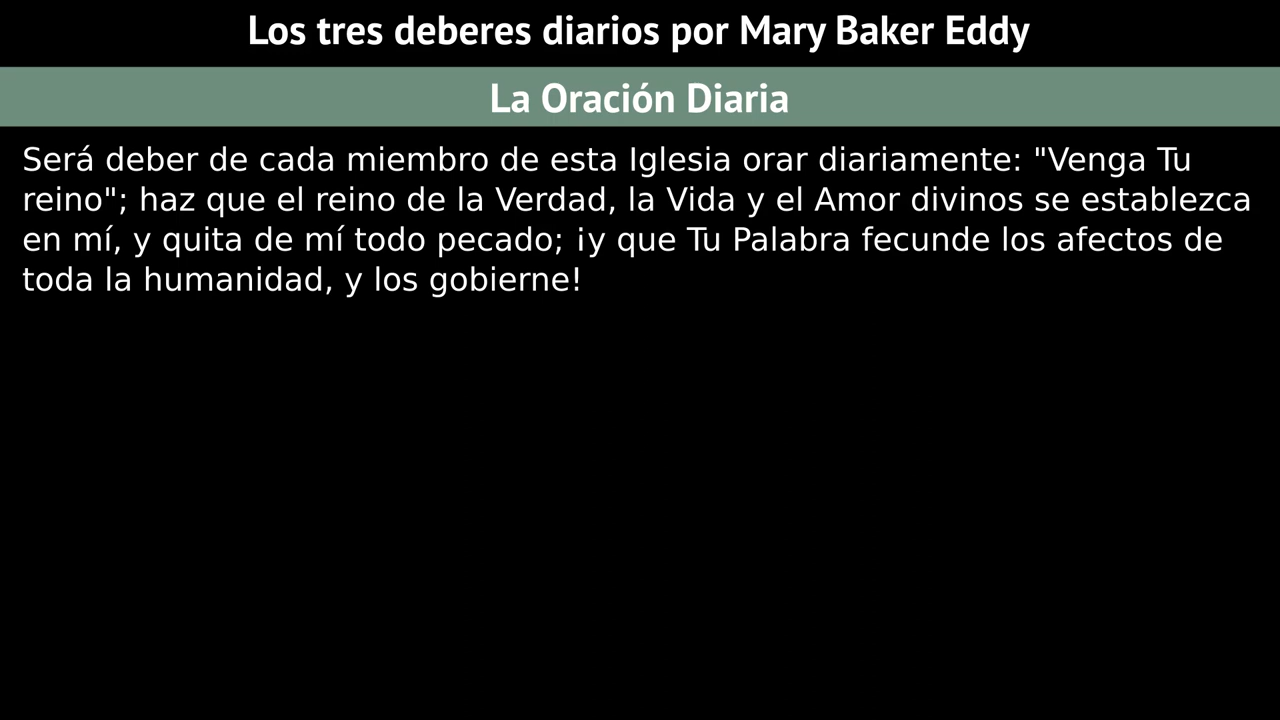 Los tres deberes diarios por Mary Baker Eddy
La Oración Diaria
Será deber de cada miembro de esta Iglesia orar diariamente: "Venga Tu
reino"; haz que el reino de la Verdad, la Vida y el Amor divinos se establezca
en mí, y quita de mí todo pecado; ¡y que Tu Palabra fecunde los afectos de
toda la humanidad, y los gobierne!